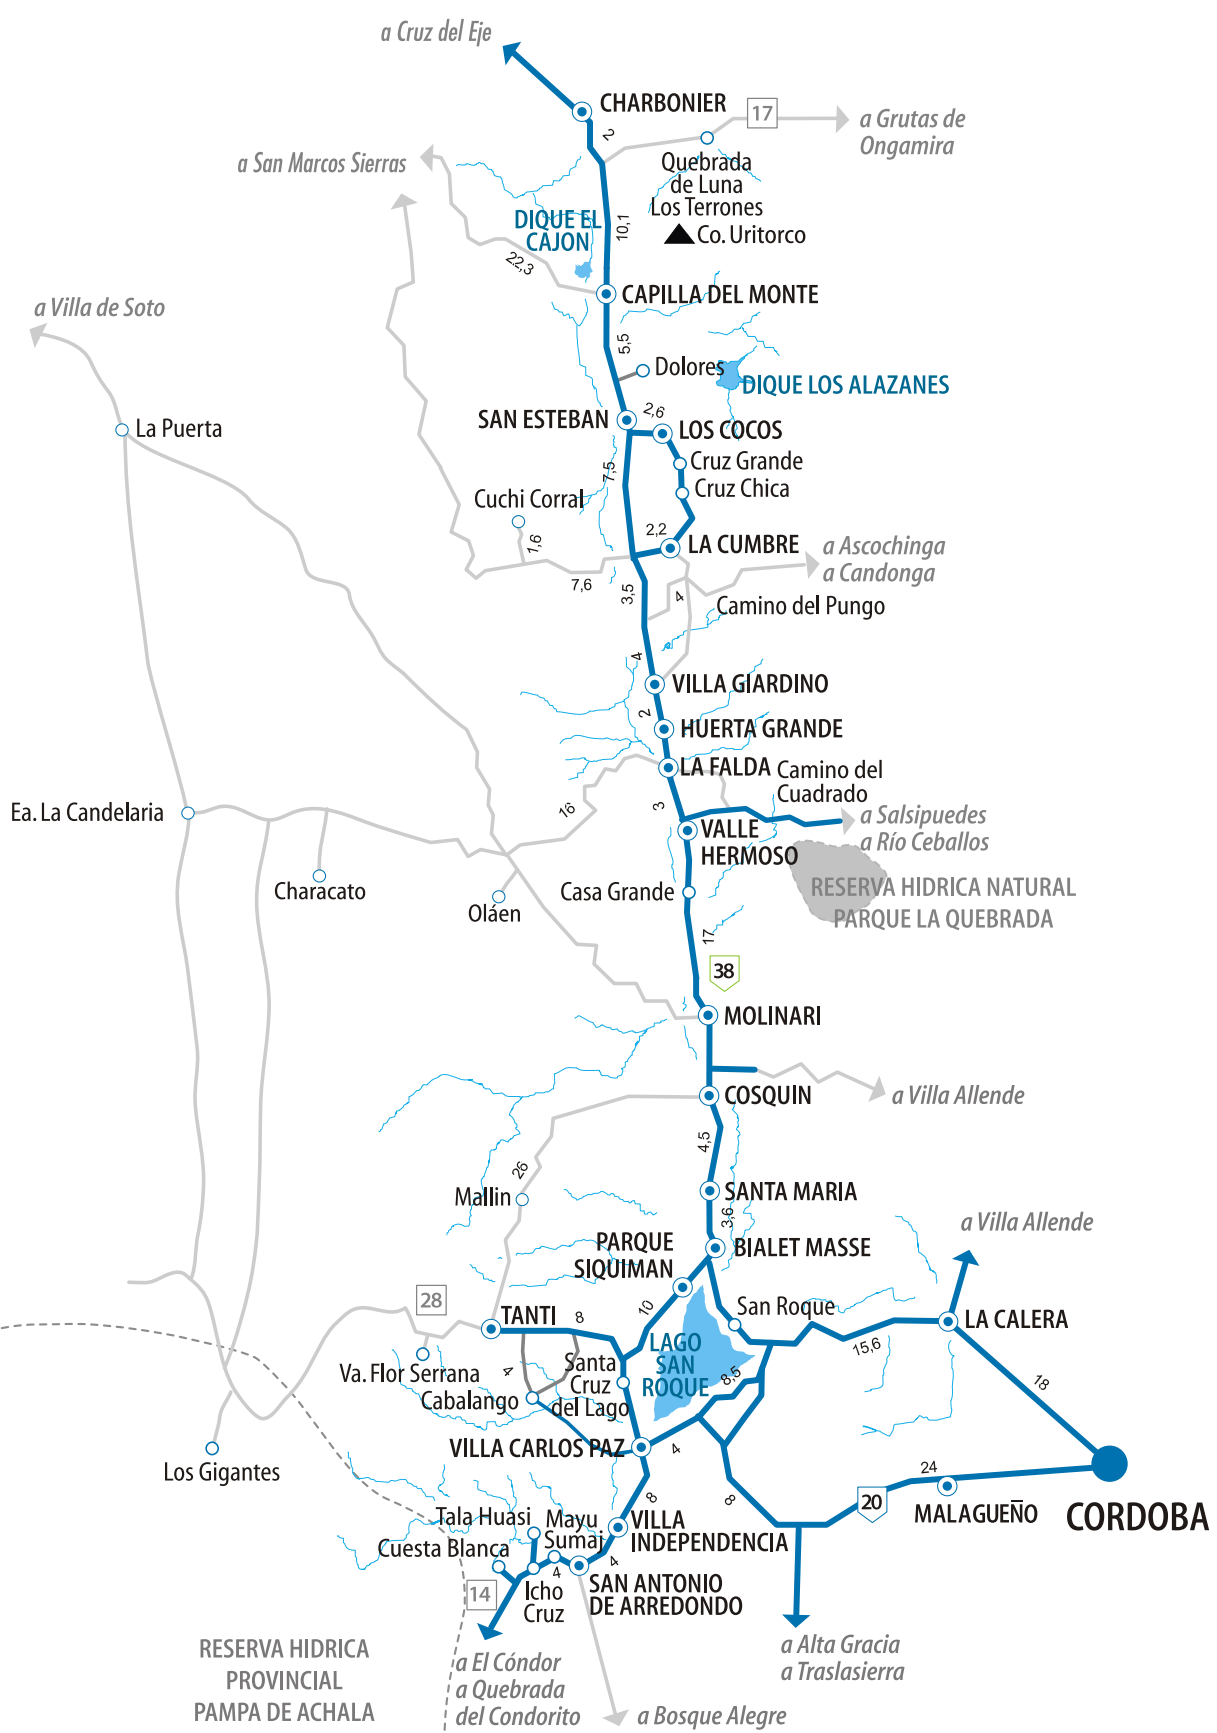 a Cruz del Eje
CHARBONIER
2
17
a Grutas de
Ongamira
a San Marcos Sierras
Quebrada
de Luna
Los Terrones
Co. Uritorco
DIQUE EL
CAJON
10,1
22,3
CAPILLA DEL MONTE
a Villa de Soto
5,5
Dolores
DIQUE LOS ALAZANES
SAN ESTEBAN
2,6
LOS COCOS
La Puerta
Cruz Grande
7,5
Cruz Chica
Cuchi Corral
1,6
2,2
LA CUMBRE
a Ascochinga
a Candonga
7,6
3,5
4
Camino del Pungo
4
VILLA GIARDINO
2
HUERTA GRANDE
LA FALDA
Camino del
Cuadrado
16
3
Ea. La Candelaria
a Salsipuedes
a Río Ceballos
VALLE
HERMOSO
Characato
Casa Grande
RESERVA HIDRICA NATURAL
PARQUE LA QUEBRADA
Oláen
17
38
MOLINARI
COSQUIN
a Villa Allende
4,5
26
Mallin
SANTA MARIA
3,6
a Villa Allende
PARQUE
SIQUIMAN
BIALET MASSE
28
10
San Roque
TANTI
8
LA CALERA
LAGO
SAN
ROQUE
15,6
Va. Flor Serrana
4
Santa
Cruz
del Lago
8,5
18
Cabalango
VILLA CARLOS PAZ
4
Los Gigantes
24
8
8
20
MALAGUEÑO
CORDOBA
Tala Huasi
Mayu
Sumaj
VILLA
INDEPENDENCIA
Cuesta Blanca
4
4
14
Icho
Cruz
SAN ANTONIO
DE ARREDONDO
RESERVA HIDRICA
PROVINCIAL
PAMPA DE ACHALA
a El Cóndor
a Quebrada
del Condorito
a Alta Gracia
a Traslasierra
a Bosque Alegre